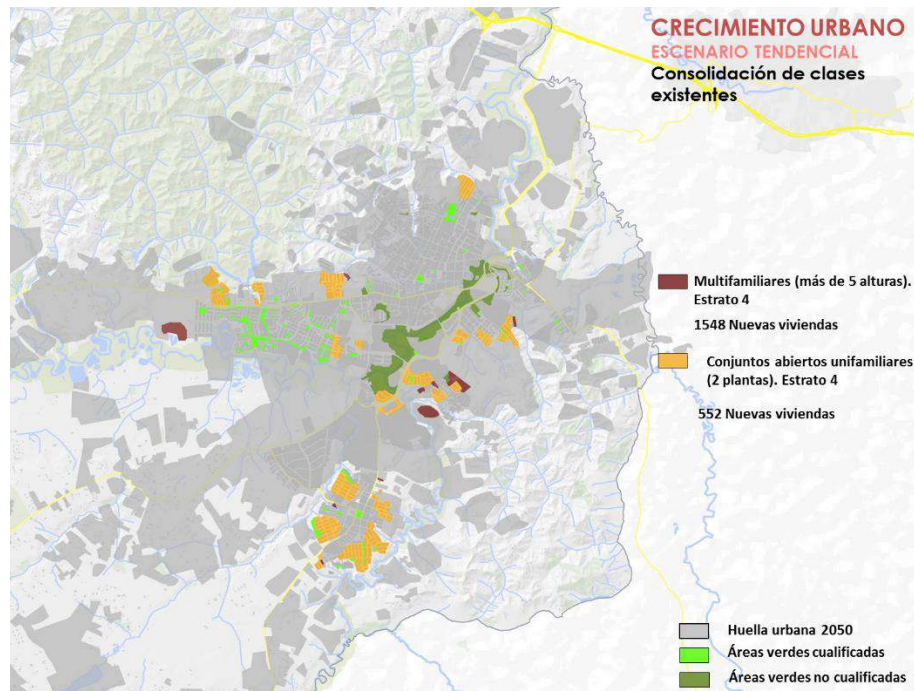 CRECIMIENTO URBANO
ESCENARIO TENDENCIAL
Consolidación de clases
existentes
Multifamiliares (más de 5 alturas).
Estrato 4
1548 Nuevas viviendas
Conjuntos abiertos unifamiliares
(2 plantas). Estrato 4
552 Nuevas viviendas
Huella urbana 2050
Áreas verdes cualificadas
Áreas verdes no cualificadas